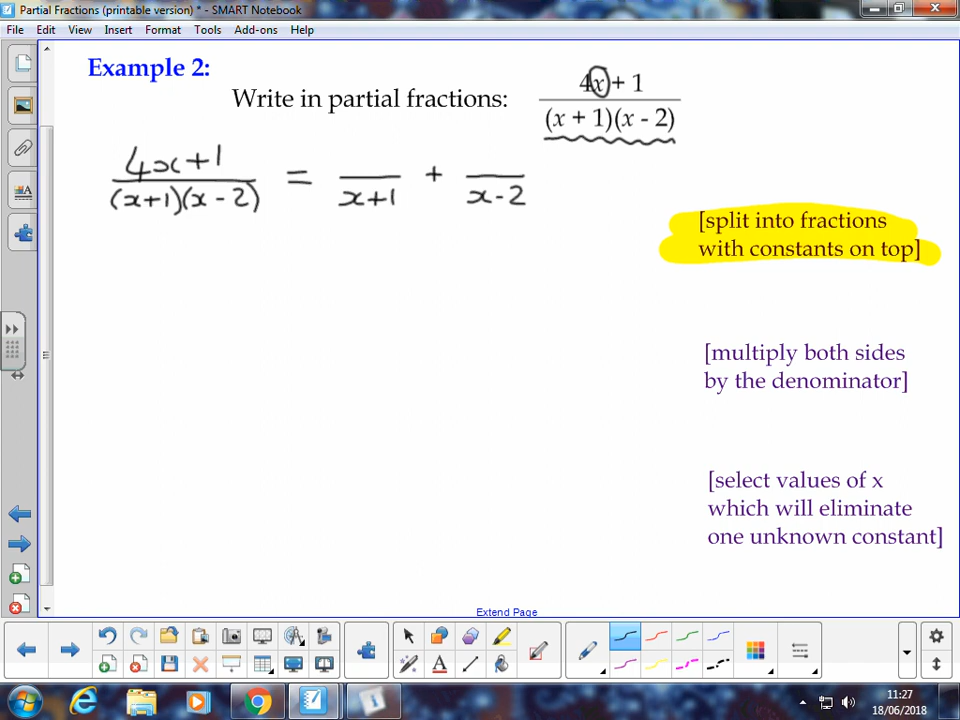 Partial Fractions (printable version) * - SMART Notebook
File Edit View Insert Format Tools Add-ons Help
Example 2:
Write in partial fractions:
4x + 1
(x + 1)(x - 2)
4x+1
(x+1)(x - 2)
=
x+1
+
x-2
[split into fractions
with constants on top]
[multiply both sides
by the denominator]
[select values of x
which will eliminate
one unknown constant]
Extend Page
11:27
18/06/2018